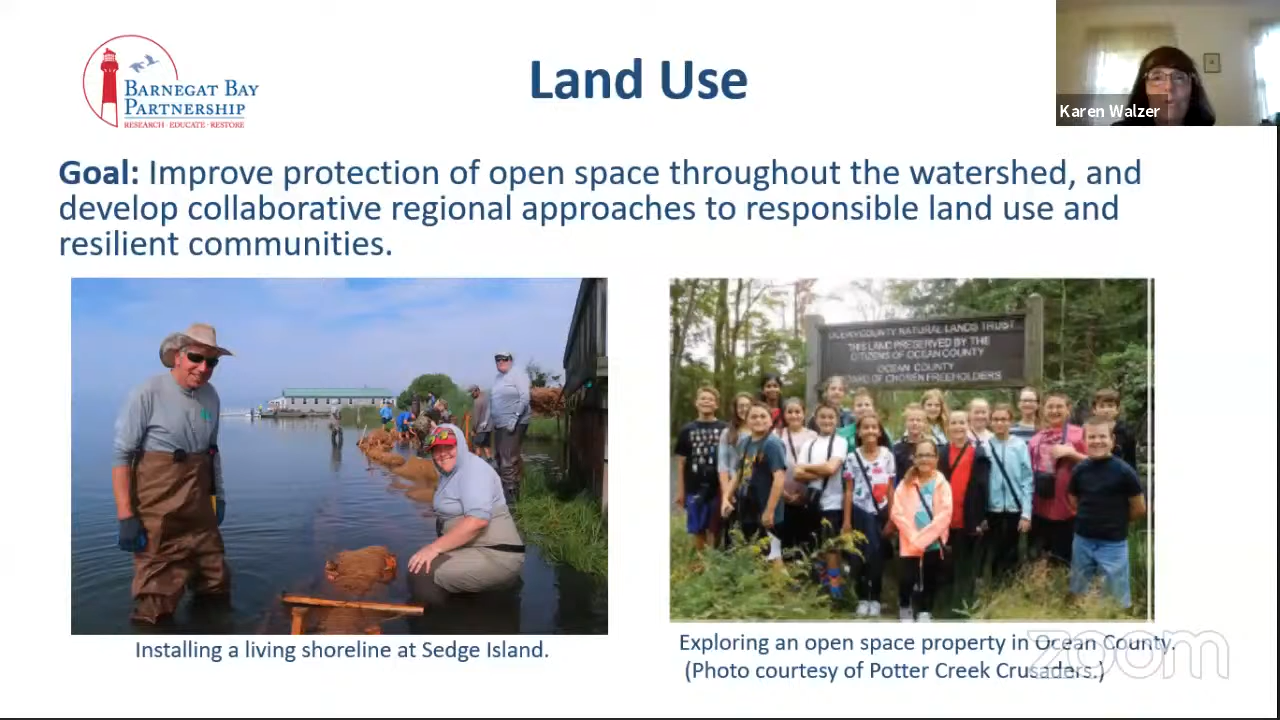 BARNEGAT BAY
PARTNERSHIP
RESEARCH · EDUCATE · RESTORE
Land Use
Karen Walzer
Goal: Improve protection of open space throughout the watershed, and
develop collaborative regional approaches to responsible land use and
resilient communities.
COUNTY NATURAL LANDS TRUST
THIS LAND PRESERVED BY THE
CITIZENS OF OCEAN COUNTY
OCEAN COUNTY
OF CHOSEN FREEHOLDERS
Installing a living shoreline at Sedge Island.
Exploring an open space property in Ocean County.
(Photo courtesy of Potter Creek Crusaders.)
zoom